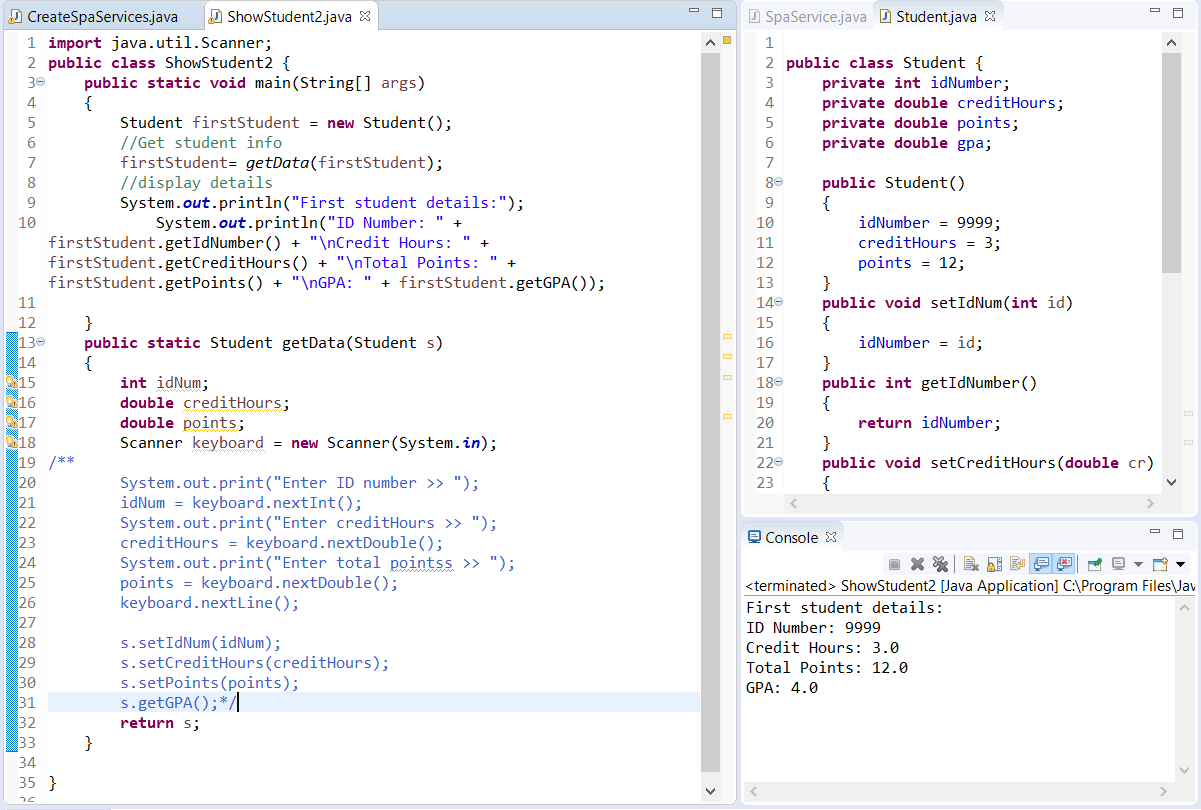 CreateSpaServices.java
ShowStudent2.java
1 import java.util.Scanner;
2 public class ShowStudent2 {
3 public static void main(String[] args)
4 {
5 Student firstStudent = new Student();
6 //Get student info
7 firstStudent= getData(firstStudent);
8 //display details
9 System.out.println("First student details:");
10 System.out.println("ID Number: " +
firstStudent.getIdNumber() + "\nCredit Hours: " +
firstStudent.getCreditHours() + "\nTotal Points: " +
firstStudent.getPoints() + "\nGPA: " + firstStudent.getGPA());
11
12 }
13 public static Student getData(Student s)
14 {
15 int idNum;
16 double creditHours;
17 double points;
18 Scanner keyboard = new Scanner(System.in);
19 /**
20 System.out.print("Enter ID number >> ");
21 idNum = keyboard.nextInt();
22 System.out.print("Enter creditHours >> ");
23 creditHours = keyboard.nextDouble();
24 System.out.print("Enter total pointss >> ");
25 points = keyboard.nextDouble();
26 keyboard.nextLine();
27
28 s.setIdNum(idNum);
29 s.setCreditHours(creditHours);
30 s.setPoints(points);
31 s.getGPA();*/
32 return s;
33 }
34
35 }
36
SpaService.java
Student.java
1
2 public class Student {
3 private int idNumber;
4 private double creditHours;
5 private double points;
6 private double gpa;
7
8 public Student()
9 {
10 idNumber = 9999;
11 creditHours = 3;
12 points = 12;
13 }
14 public void setIdNum(int id)
15 {
16 idNumber = id;
17 }
18 public int getIdNumber()
19 {
20 return idNumber;
21 }
22 public void setCreditHours(double cr)
23 {
Console
<terminated> ShowStudent2 [Java Application] C:\Program Files\Jav
First student details:
ID Number: 9999
Credit Hours: 3.0
Total Points: 12.0
GPA: 4.0